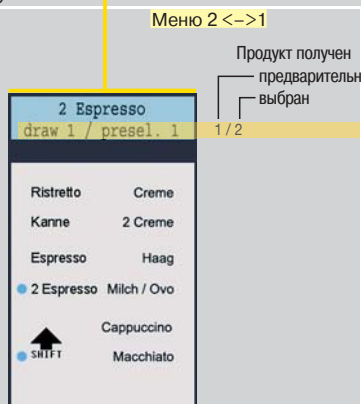 Меню 2 <–>1
Продукт получен
предварительн
выбран
2 Espresso
draw 1 / presel. 1
1 / 2
Ristretto Creme
Kanne 2 Creme
Espresso Haag
2 Espresso Milch / Ovo
Cappuccino
SHIFT Macchiato